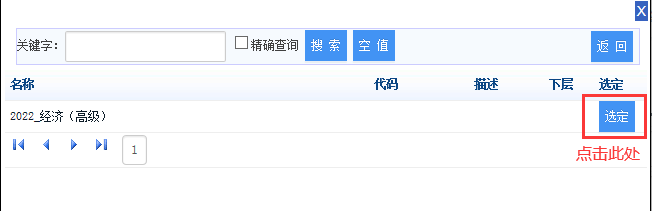 X
关键字: 精确查询 搜 索 空 值 返 回
名称 代码 描述 下层 选定
2022_经济（高级） 选定
1
点击此处